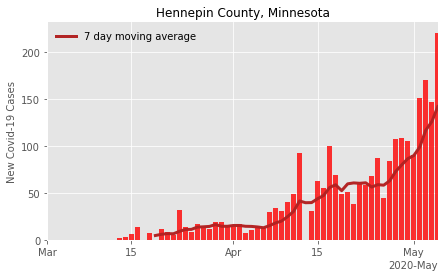 Hennepin County, Minnesota
7 day moving average
New Covid-19 Cases
200
150
100
50
0
Mar 15 Apr 15 May
2020-May